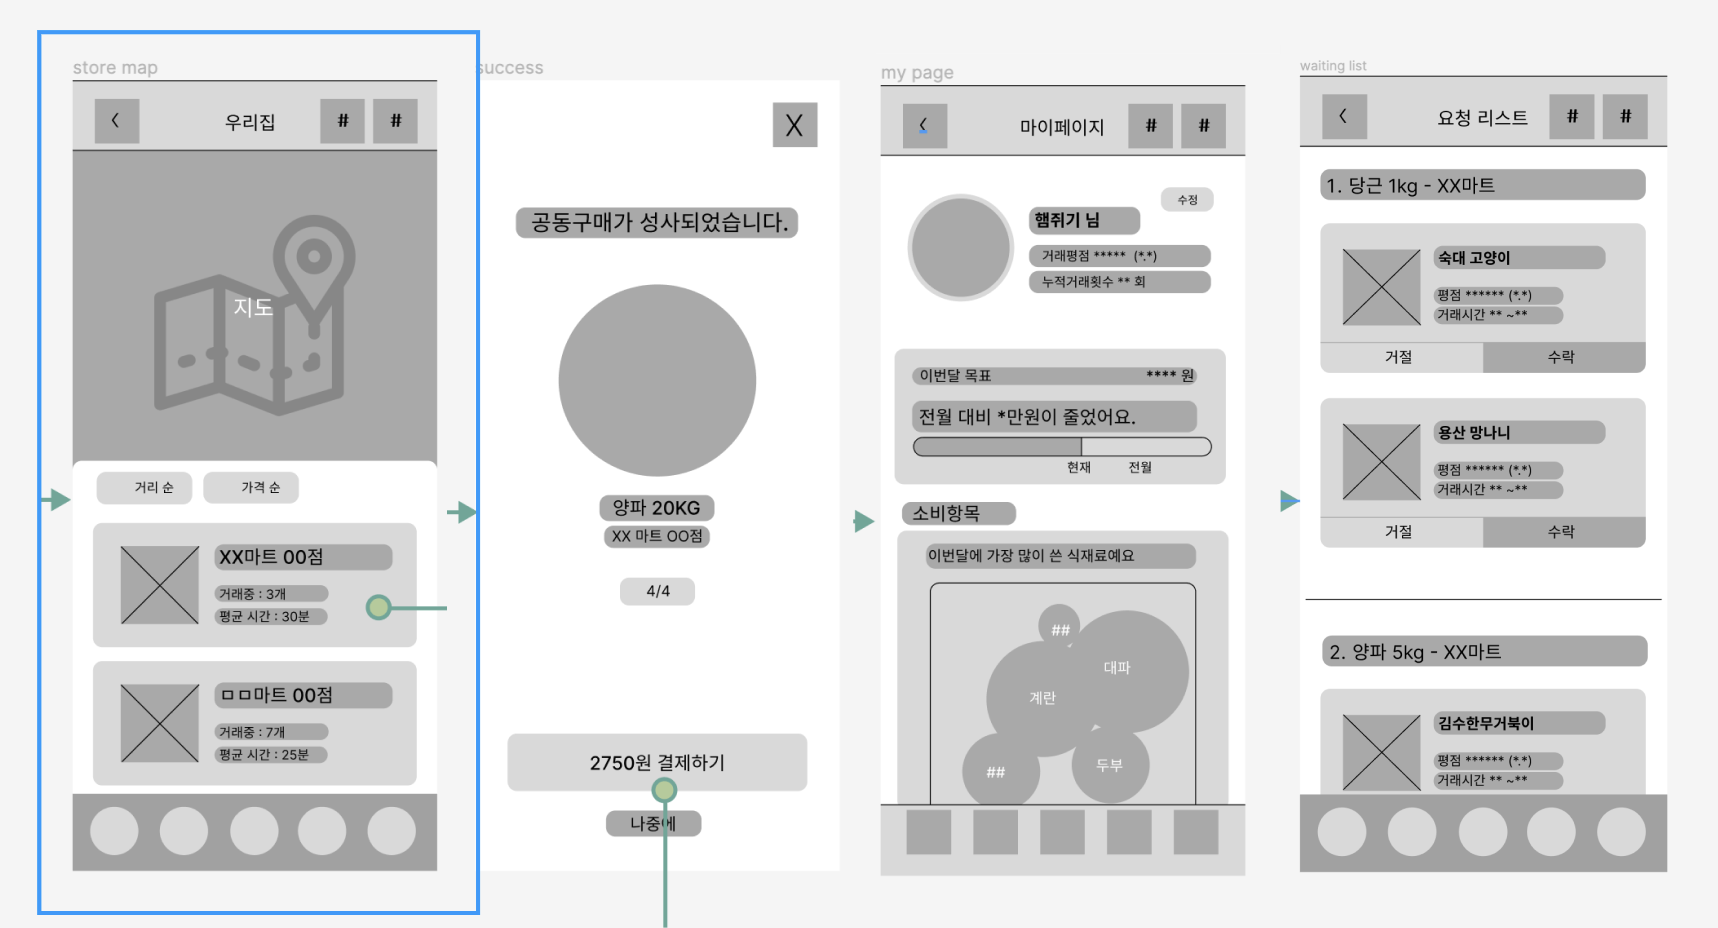 store map
<
우리집
#
#
지도
거리 순
가격 순
XX마트 00점
거래중 : 3개
평균 시간 : 30분
ㅁㅁ마트 00점
거래중 : 7개
평균 시간 : 25분
success
X
공동구매가 성사되었습니다.
양파 20KG
XX 마트 OO점
4/4
2750원 결제하기
나중에
my page
<
마이페이지
#
#
수정
햄쥐기 님
거래평점 ***** (*.*)
누적거래횟수 ** 회
이번달 목표
**** 원
전월 대비 *만원이 줄었어요.
현재
전월
소비항목
이번달에 가장 많이 쓴 식재료예요
##
대파
계란
두부
##
waiting list
<
요청 리스트
#
#
1. 당근 1kg - XX마트
숙대 고양이
평점 ****** (*.*)
거래시간 ** ~**
거절
수락
용산 망나니
평점 ****** (*.*)
거래시간 ** ~**
거절
수락
2. 양파 5kg - XX마트
김수한무거북이
평점 ****** (*.*)
거래시간 ** ~**